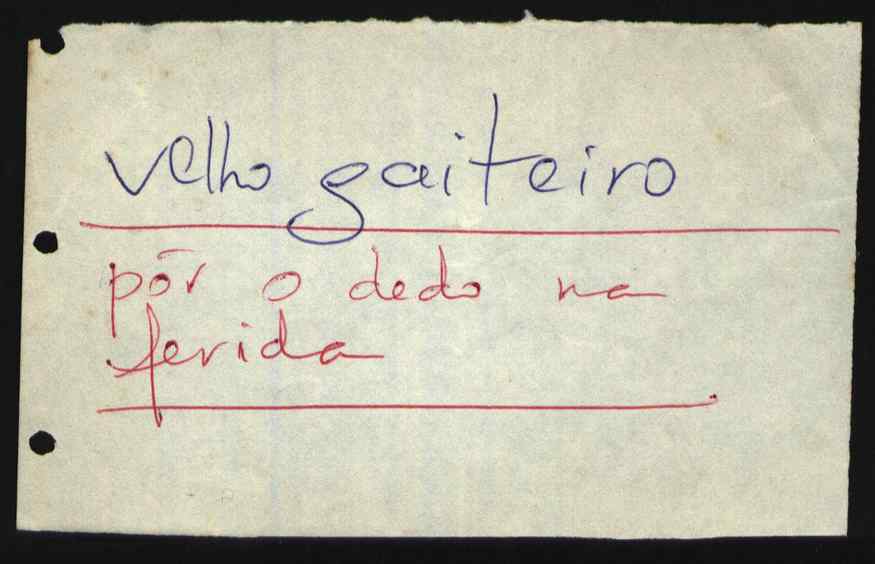 velho gaiteiro
pôr o dedo na
ferida